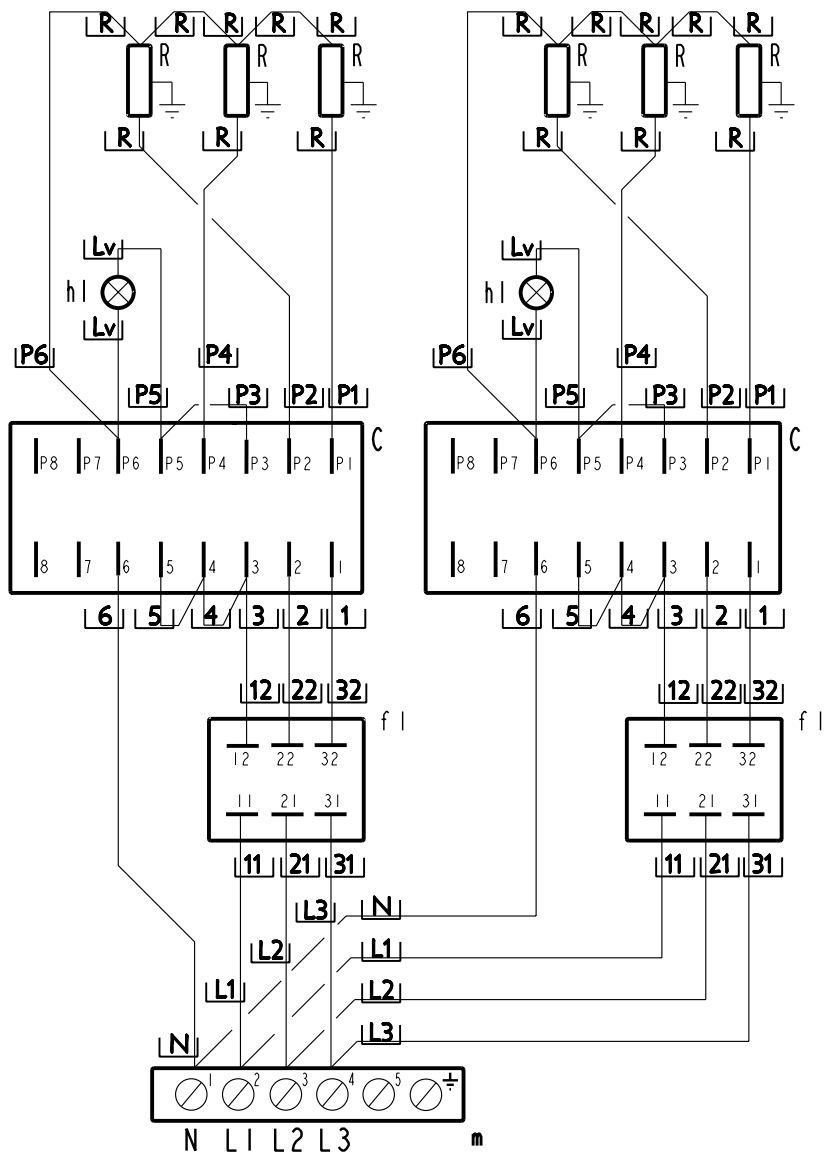 R R R R R R R R R R
R R R R R R
R R R R R R
Lv Lv
hl hl
Lv Lv
P6 P4 P6 P4
P5 P3 P2 P1 P5 P3 P2 P1
C C
P8 P7 P6 P5 P4 P3 P2 P1 P8 P7 P6 P5 P4 P3 P2 P1
8 7 6 5 4 3 2 1 8 7 6 5 4 3 2 1
6 5 4 3 2 1 6 5 4 3 2 1
12 22 32 12 22 32
f1 f1
12 22 32 12 22 32
11 21 31 11 21 31
11 21 31 11 21 31
L3 N
L2 L1
L1 L2
N L3
1 2 3 4 5
N L1 L2 L3 m